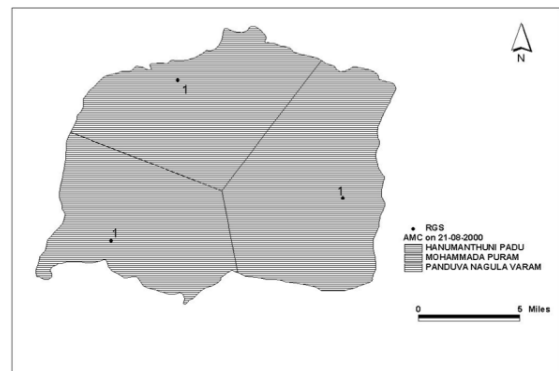 N
1
1
1
RGS
AMC on 21-08-2000
HANUMANTHUNI PADU
MOHAMMADA PURAM
PANDUVA NAGULA VARAM
0 5 Miles